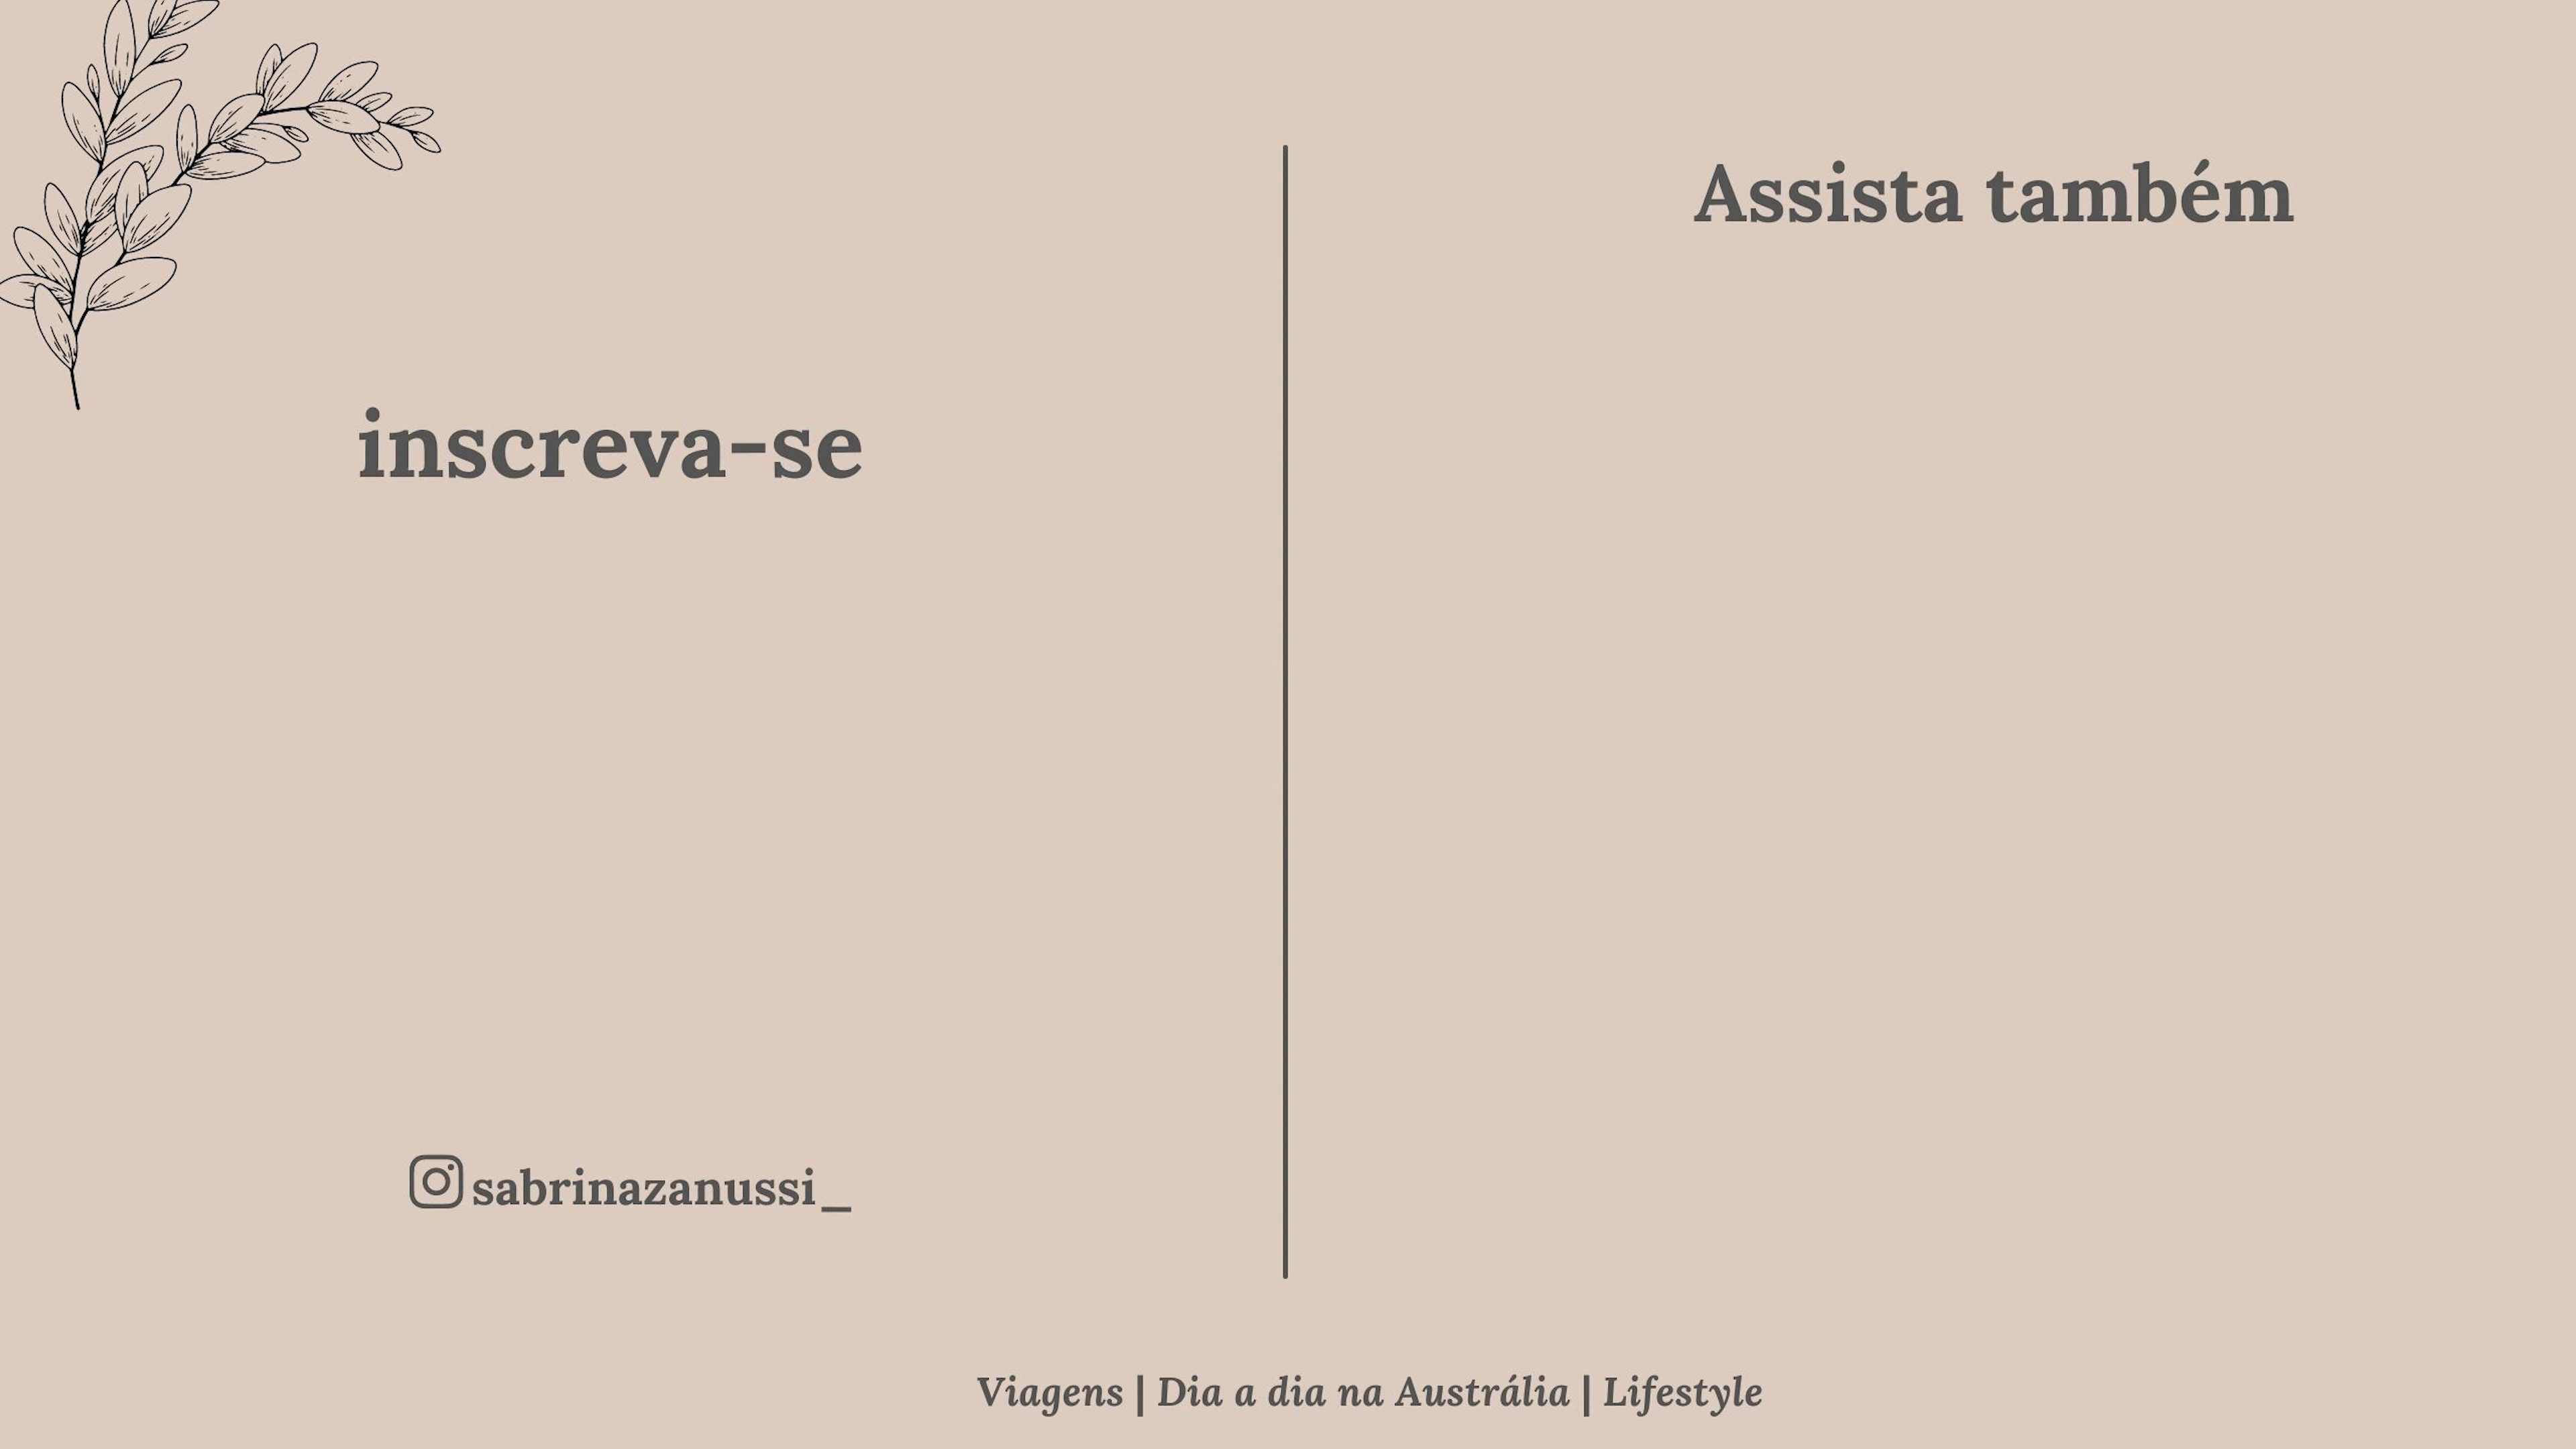 inscreva-se
sabrinazanussi_
Assista também
Viagens | Dia a dia na Austrália | Lifestyle